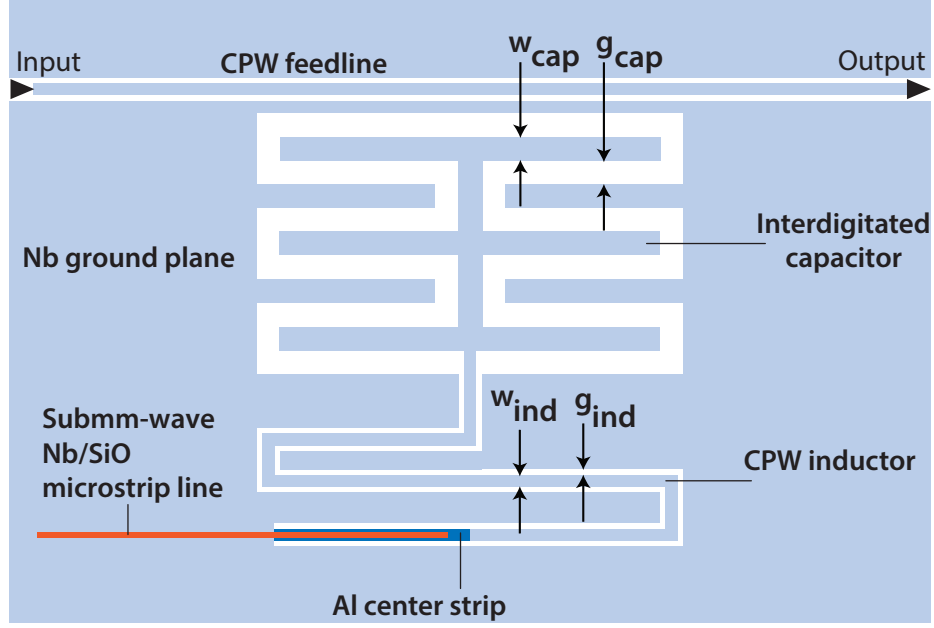 Input
CPW feedline
w cap
g cap
Output
Nb ground plane
Interdigitated
capacitor
w ind
g ind
Submm-wave
Nb/SiO
microstrip line
CPW inductor
Al center strip